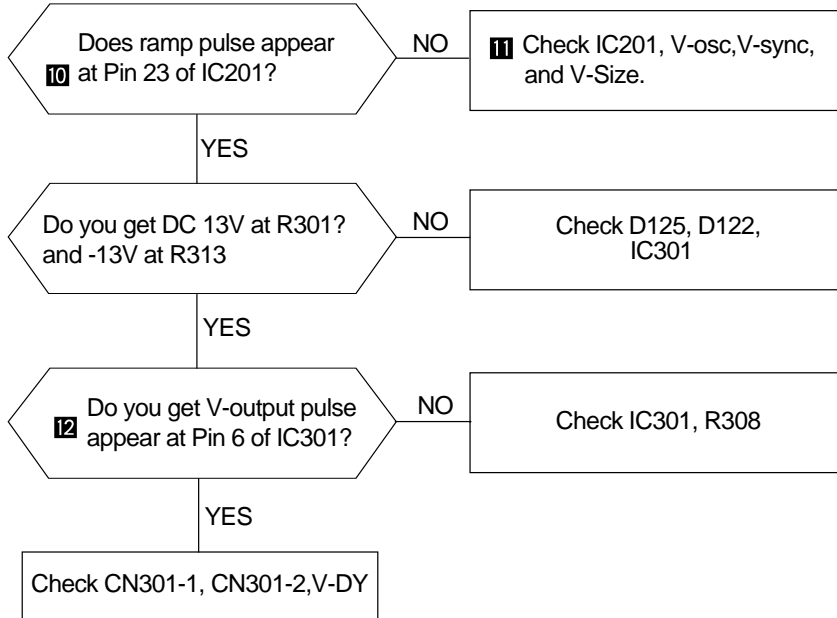 Does ramp pulse appear
10 at Pin 23 of IC201?
NO
11 Check IC201, V-osc,V-sync,
and V-Size.
YES
Do you get DC 13V at R301?
and -13V at R313
NO
Check D125, D122,
IC301
YES
12 Do you get V-output pulse
appear at Pin 6 of IC301?
NO
Check IC301, R308
YES
Check CN301-1, CN301-2,V-DY